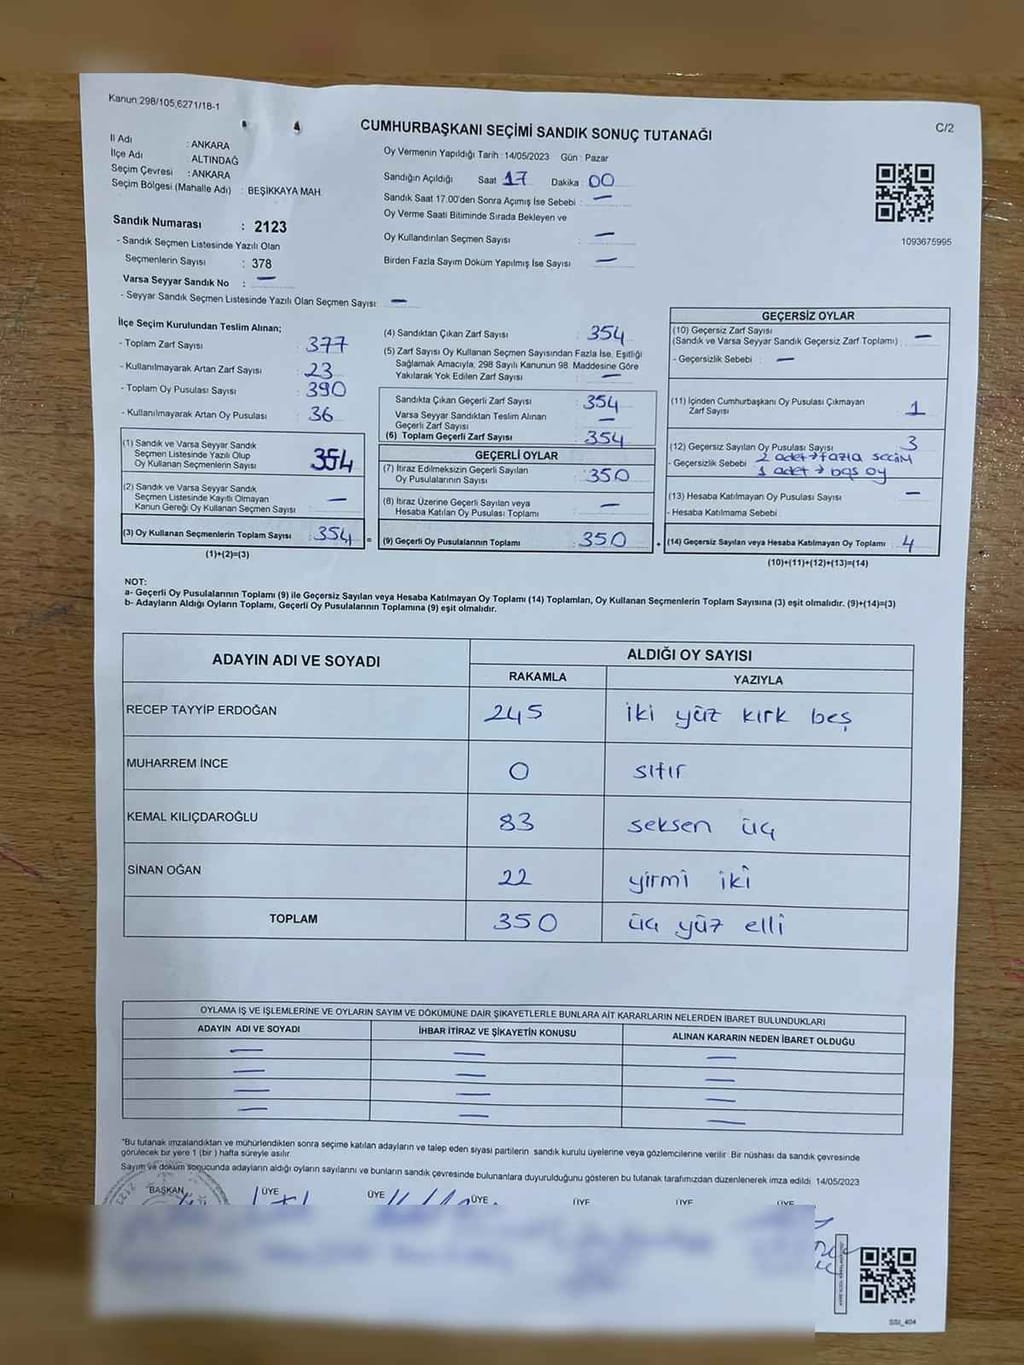 Kanun 298/105,6271/18-1
C/2
CUMHURBAŞKANI SEÇİMİ SANDIK SONUÇ TUTANAĞI
İl Adı : ANKARA
İlçe Adı : ALTINDAĞ
Seçim Çevresi : ANKARA
Seçim Bölgesi (Mahalle Adı) : BEŞİKKAYA MAH.
Sandık Numarası : 2123
- Sandık Seçmen Listesinde Yazılı Olan
Seçmenlerin Sayısı : 378
Varsa Seyyar Sandık No : —
- Seyyar Sandık Seçmen Listesinde Yazılı Olan Seçmen Sayısı: —
Oy Vermenin Yapıldığı Tarih : 14/05/2023 Gün : Pazar
Sandığın Açıldığı Saat 17 Dakika 00
Sandık Saat 17.00'den Sonra Açımış İse Sebebi : —
Oy Verme Saati Bitiminde Sırada Bekleyen ve
Oy Kullandırılan Seçmen Sayısı : —
Birden Fazla Sayım Döküm Yapılmış İse Sayısı : —
1093675995
İlçe Seçim Kurulundan Teslim Alınan;
- Toplam Zarf Sayısı : 377
- Kullanılmayarak Artan Zarf Sayısı : 23
- Toplam Oy Pusulası Sayısı : 390
- Kullanılmayarak Artan Oy Pusulası : 36
(1) Sandık ve Varsa Seyyar Sandık
Seçmen Listesinde Yazılı Olup
Oy Kullanan Seçmenlerin Sayısı : 354
(2) Sandık ve Varsa Seyyar Sandık
Seçmen Listesinde Kayıtlı Olmayan
Kanun Gereği Oy Kullanan Seçmen Sayısı : —
(3) Oy Kullanan Seçmenlerin Toplam Sayısı : 354 =
(1)+(2)=(3)
(4) Sandıktan Çıkan Zarf Sayısı : 354
(5) Zarf Sayısı Oy Kullanan Seçmen Sayısından Fazla İse, Eşitliği
Sağlamak Amacıyla, 298 Sayılı Kanunun 98. Maddesine Göre
Yakılarak Yok Edilen Zarf Sayısı : —
Sandıkta Çıkan Geçerli Zarf Sayısı : 354
Varsa Seyyar Sandıktan Teslim Alınan
Geçerli Zarf Sayısı : —
(6) Toplam Geçerli Zarf Sayısı : 354
GEÇERLİ OYLAR
(7) İtiraz Edilmeksizin Geçerli Sayılan
Oy Pusulalarının Sayısı : 350
(8) İtiraz Üzerine Geçerli Sayılan veya
Hesaba Katılan Oy Pusulası Toplamı : —
(9) Geçerli Oy Pusulalarının Toplamı : 350 +
GEÇERSİZ OYLAR
(10) Geçersiz Zarf Sayısı
(Sandık ve Varsa Seyyar Sandık Geçersiz Zarf Toplamı) : —
- Geçersizlik Sebebi : —
(11) İçinden Cumhurbaşkanı Oy Pusulası Çıkmayan
Zarf Sayısı : 1
(12) Geçersiz Sayılan Oy Pusulası Sayısı : 3
- Geçersizlik Sebebi 2 adet → fazla seçim
1 adet → boş oy
(13) Hesaba Katılmayan Oy Pusulası Sayısı : —
- Hesaba Katılmama Sebebi
(14) Geçersiz Sayılan veya Hesaba Katılmayan Oy Toplamı : 4
(10)+(11)+(12)+(13)=(14)
NOT:
a- Geçerli Oy Pusulalarının Toplamı (9) ile Geçersiz Sayılan veya Hesaba Katılmayan Oy Toplamı (14) Toplamları, Oy Kullanan Seçmenlerin Toplam Sayısına (3) eşit olmalıdır. (9)+(14)=(3)
b- Adayların Aldığı Oyların Toplamı, Geçerli Oy Pusulalarının Toplamına (9) eşit olmalıdır.
ADAYIN ADI VE SOYADI
ALDIĞI OY SAYISI
RAKAMLA YAZIYLA
RECEP TAYYİP ERDOĞAN 245 iki yüz kırk beş
MUHARREM İNCE 0 sıfır
KEMAL KILIÇDAROĞLU 83 seksen üç
SİNAN OĞAN 22 yirmi iki
TOPLAM 350 üç yüz elli
OYLAMA İŞ VE İŞLEMLERİNE VE OYLARIN SAYIM VE DÖKÜMÜNE DAİR ŞİKAYETLERLE BUNLARA AİT KARARLARIN NELERDEN İBARET BULUNDUKLARI
ADAYIN ADI VE SOYADI İHBAR İTİRAZ VE ŞİKAYETİN KONUSU ALINAN KARARIN NEDEN İBARET OLDUĞU
— — —
— — —
— — —
— — —
*Bu tutanak imzalandıktan ve mühürlendikten sonra seçime katılan adayların ve talep eden siyasi partilerin sandık kurulu üyelerine veya gözlemcilerine verilir. Bir nüshası da sandık çevresinde
görülecek bir yere 1 (bir) hafta süreyle asılır.
Sayım ve döküm sonucunda adayların aldığı oyların sayılarını ve bunların sandık çevresinde bulunanlara duyurulduğunu gösteren bu tutanak tarafımızdan düzenlenerek imza edildi. 14/05/2023
BAŞKAN ÜYE ÜYE ÜYE ÜYE ÜYE ÜYE
SSI_404